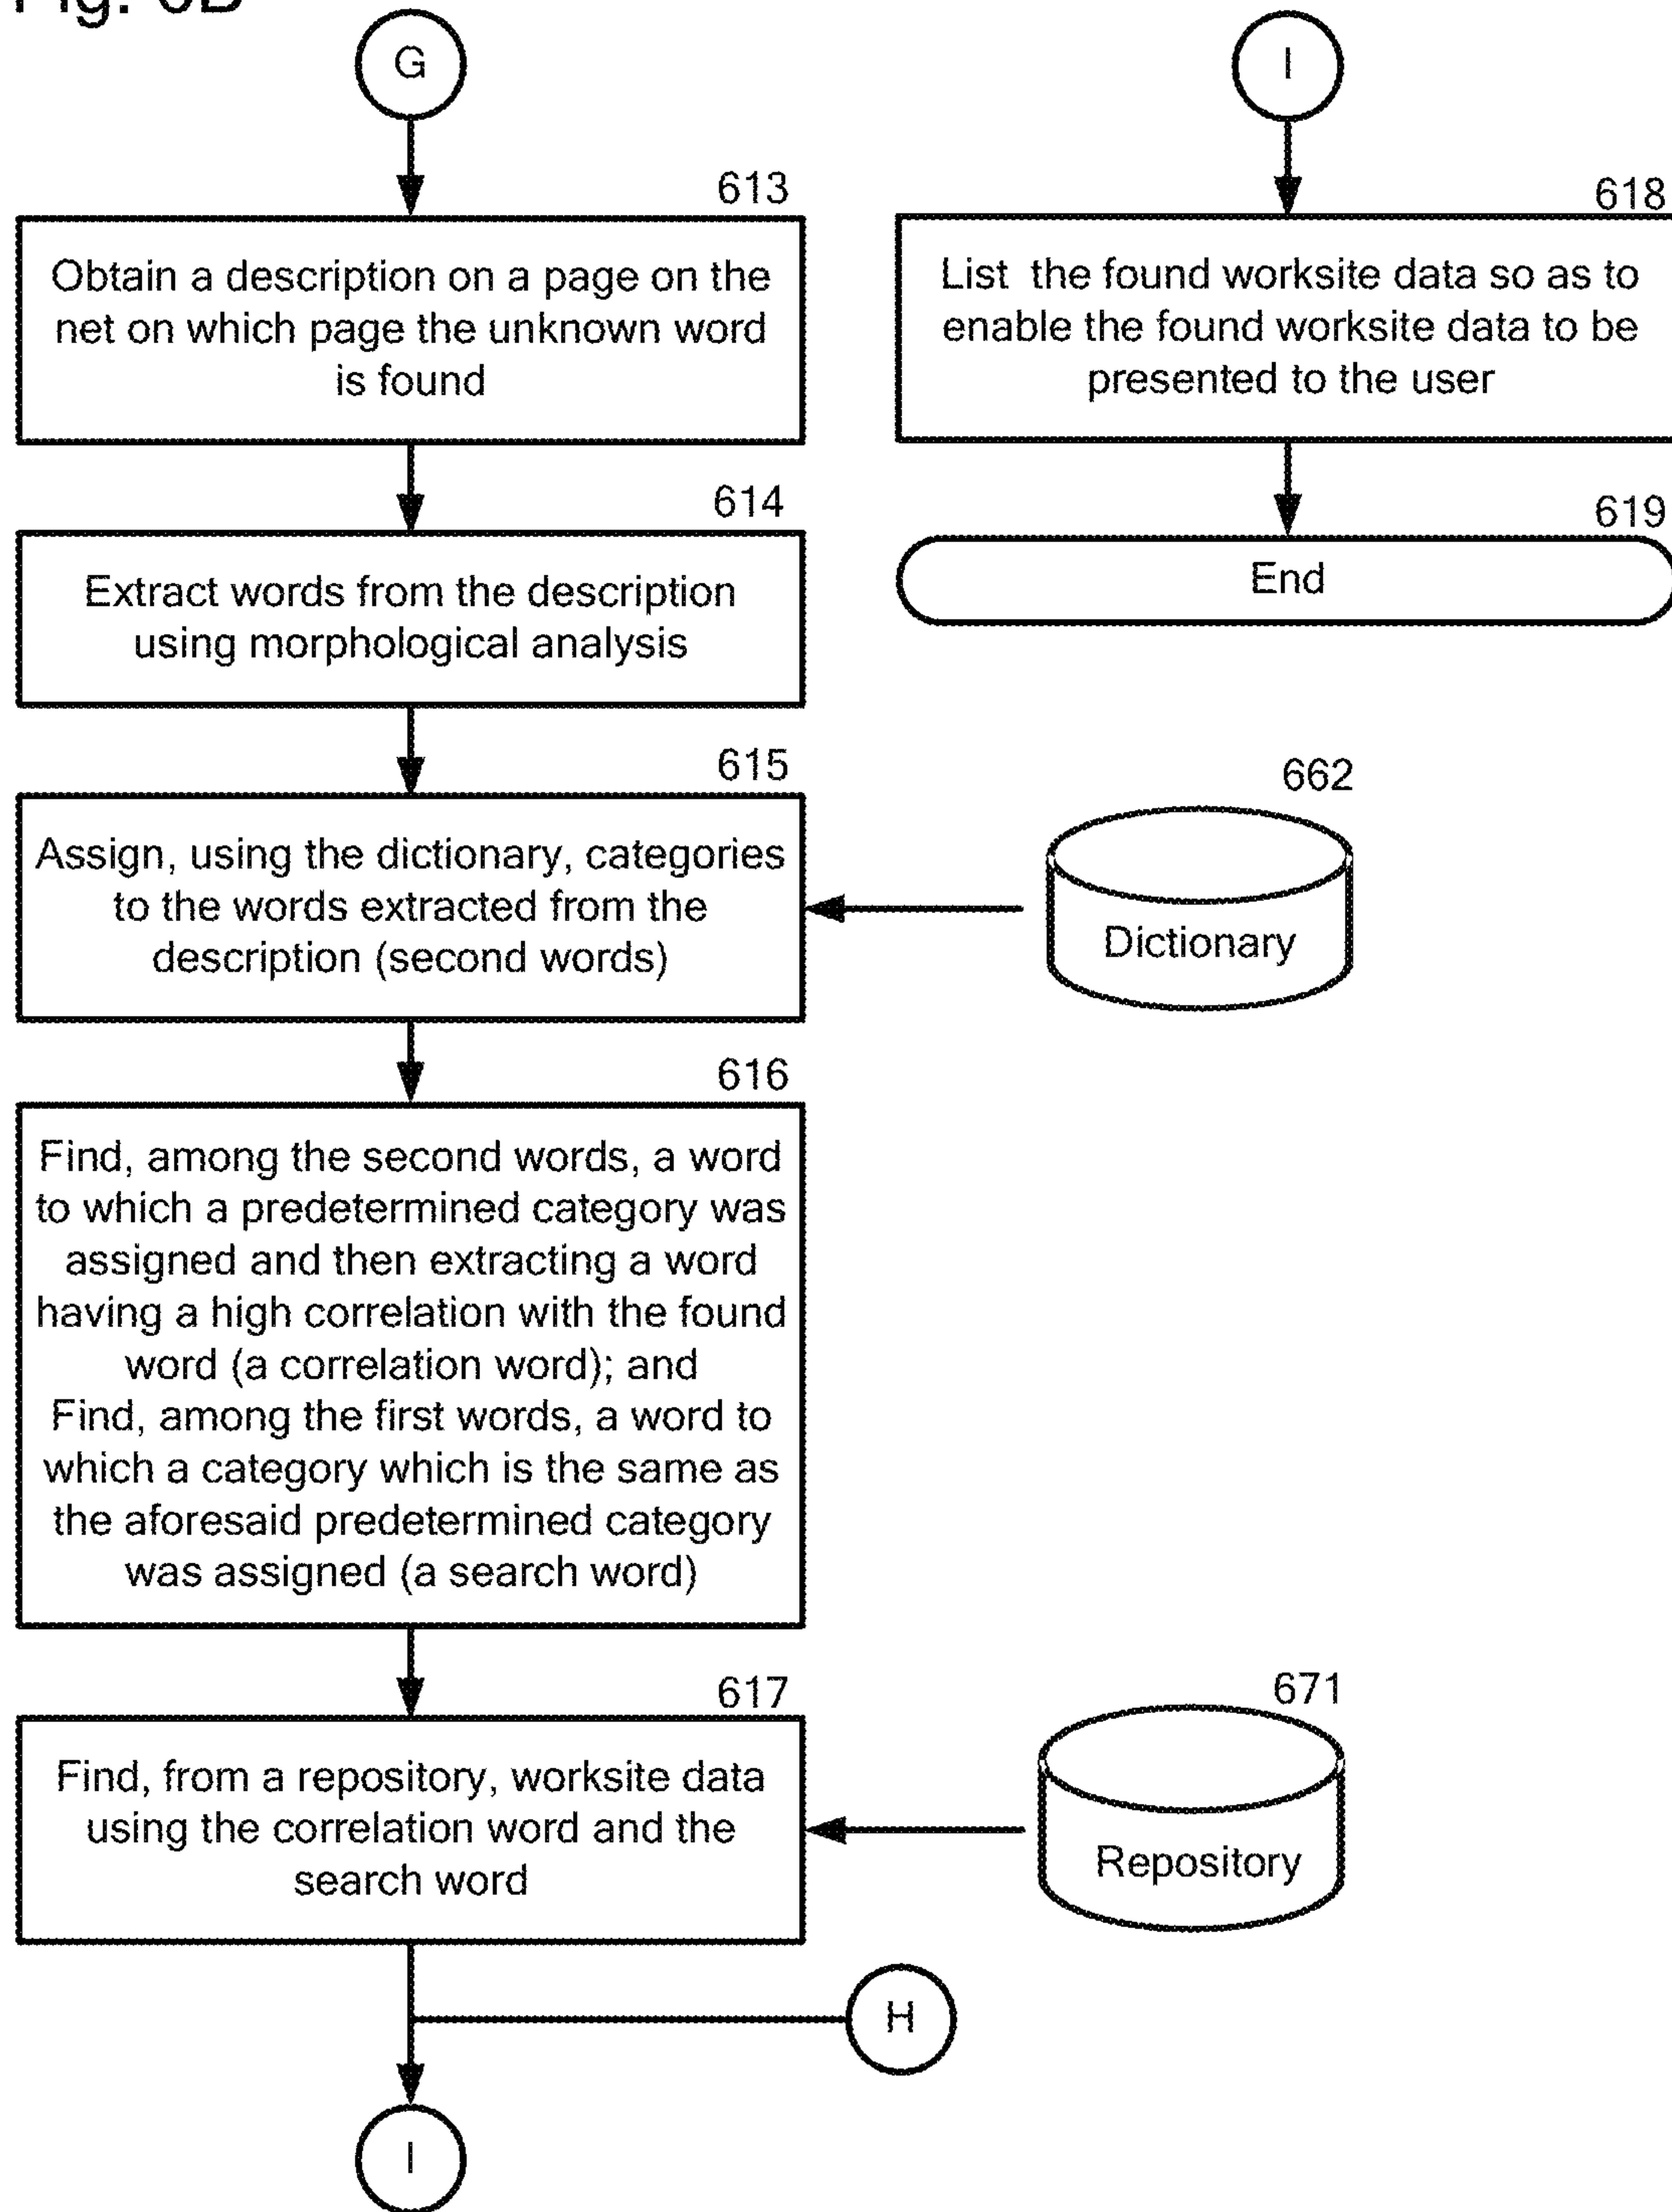 Fig. 6B
G
613
Obtain a description on a page on the
net on which page the unknown word
is found
614
Extract words from the description
using morphological analysis
615
Assign, using the dictionary, categories
to the words extracted from the
description (second words)
662
Dictionary
616
Find, among the second words, a word
to which a predetermined category was
assigned and then extracting a word
having a high correlation with the found
word (a correlation word); and
Find, among the first words, a word to
which a category which is the same as
the aforesaid predetermined category
was assigned (a search word)
617
Find, from a repository, worksite data
using the correlation word and the
search word
671
Repository
H
I
I
618
List the found worksite data so as to
enable the found worksite data to be
presented to the user
619
End